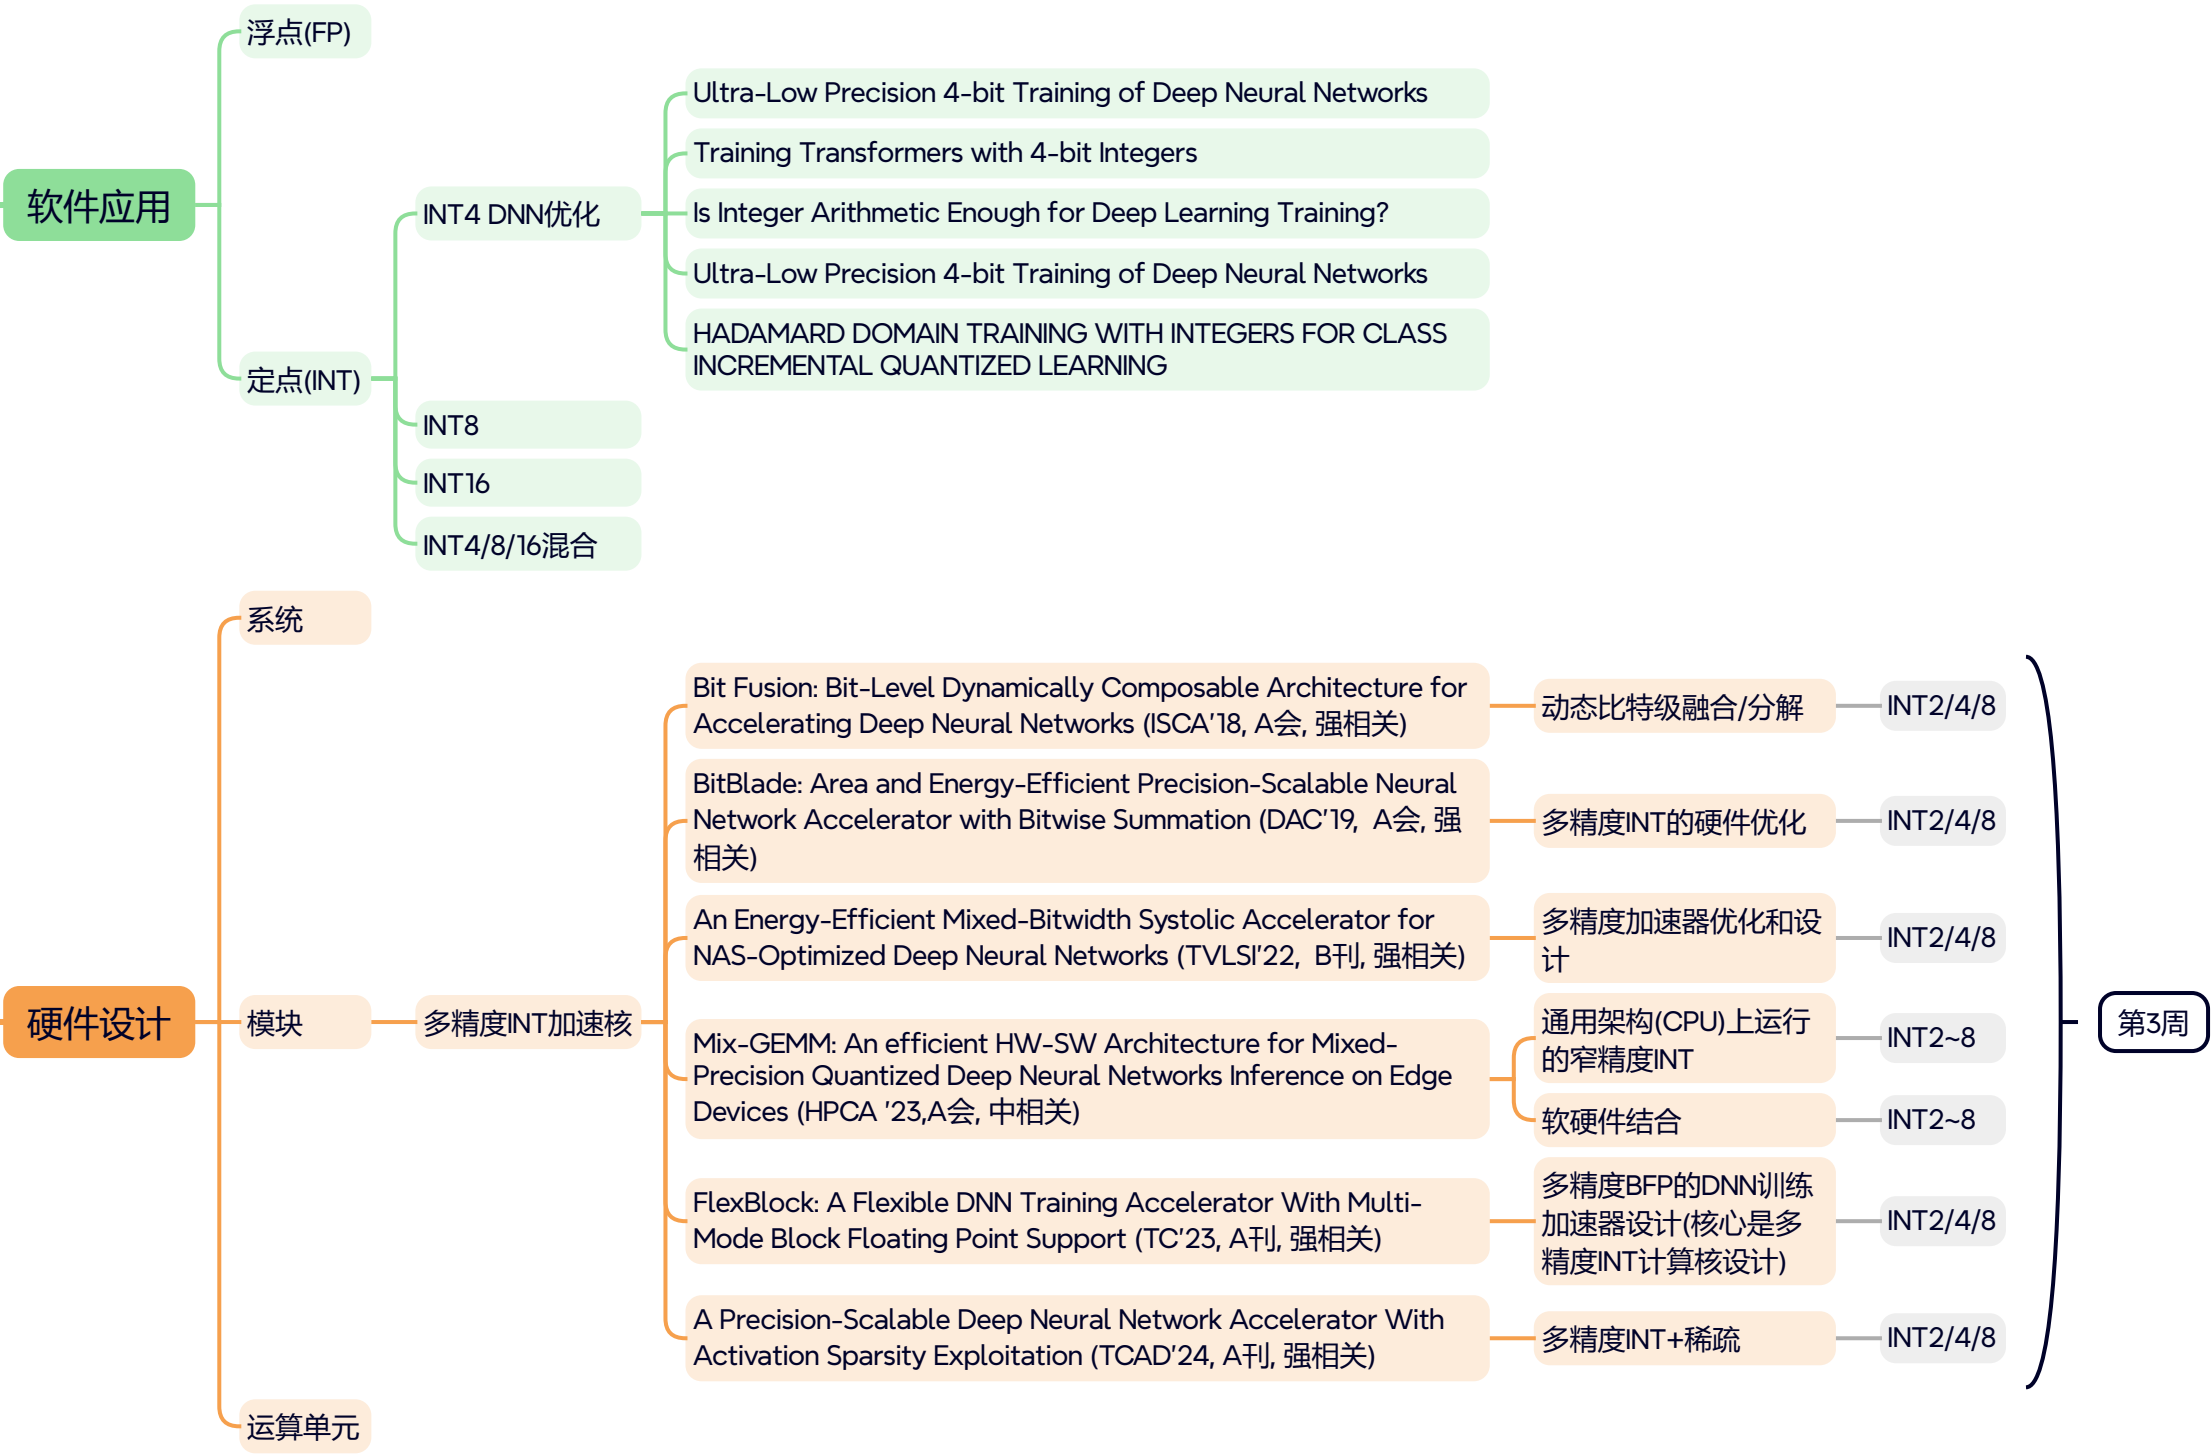 浮点(FP)
软件应用
定点(INT)
INT4 DNN优化
Ultra-Low Precision 4-bit Training of Deep Neural Networks
Training Transformers with 4-bit Integers
Is Integer Arithmetic Enough for Deep Learning Training?
Ultra-Low Precision 4-bit Training of Deep Neural Networks
HADAMARD DOMAIN TRAINING WITH INTEGERS FOR CLASS
INCREMENTAL QUANTIZED LEARNING
INT8
INT16
INT4/8/16混合
硬件设计
系统
模块
多精度INT加速核
Bit Fusion: Bit-Level Dynamically Composable Architecture for
Accelerating Deep Neural Networks (ISCA'18, A会, 强相关)
动态比特级融合/分解
INT2/4/8
BitBlade: Area and Energy-Efficient Precision-Scalable Neural
Network Accelerator with Bitwise Summation (DAC'19,  A会, 强
相关)
多精度INT的硬件优化
INT2/4/8
An Energy-Efficient Mixed-Bitwidth Systolic Accelerator for
NAS-Optimized Deep Neural Networks (TVLSI'22,  B刊, 强相关)
多精度加速器优化和设
计
INT2/4/8
Mix-GEMM: An efficient HW-SW Architecture for Mixed-
Precision Quantized Deep Neural Networks Inference on Edge
Devices (HPCA '23,A会, 中相关)
通用架构(CPU)上运行
的窄精度INT
INT2~8
软硬件结合
INT2~8
FlexBlock: A Flexible DNN Training Accelerator With Multi-
Mode Block Floating Point Support (TC'23, A刊, 强相关)
多精度BFP的DNN训练
加速器设计(核心是多
精度INT计算核设计)
INT2/4/8
A Precision-Scalable Deep Neural Network Accelerator With
Activation Sparsity Exploitation (TCAD'24, A刊, 强相关)
多精度INT+稀疏
INT2/4/8
第3周
运算单元